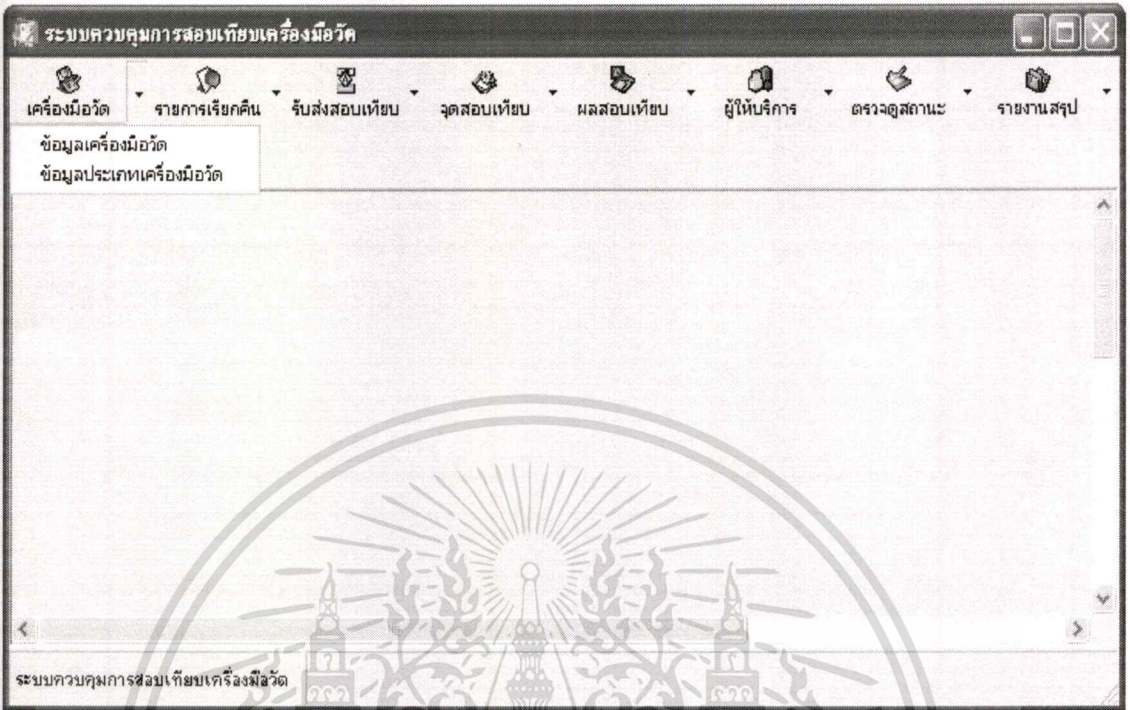 ระบบควบคุมการสอบเทียบเครื่องมือวัด
เครื่องมือวัด รายการเรียกคืน รับส่งสอบเทียบ จุดสอบเทียบ ผลสอบเทียบ ผู้ให้บริการ ตรวจดูสถานะ รายงานสรุป
ข้อมูลเครื่องมือวัด
ข้อมูลประเภทเครื่องมือวัด
ระบบควบคุมการสอบเทียบเครื่องมือวัด